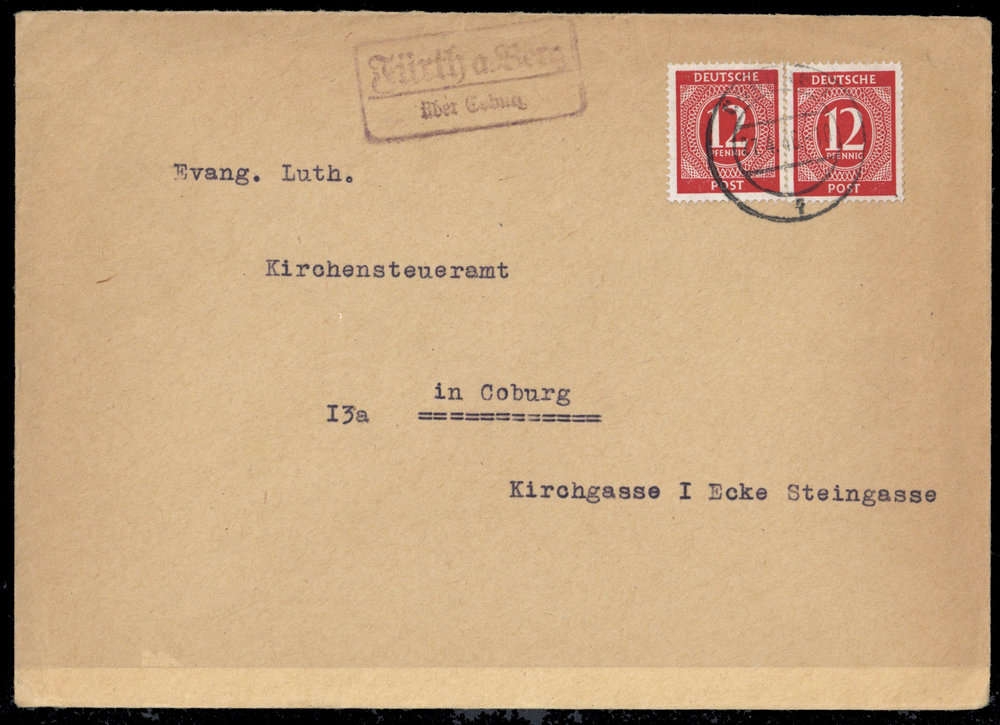 Fürth a. Berg
über Coburg
DEUTSCHE
12
PFENNIG
POST
DEUTSCHE
12
PFENNIG
POST
Evang. Luth.
Kirchensteueramt
in Coburg
I3a ============
Kirchgasse I Ecke Steingasse